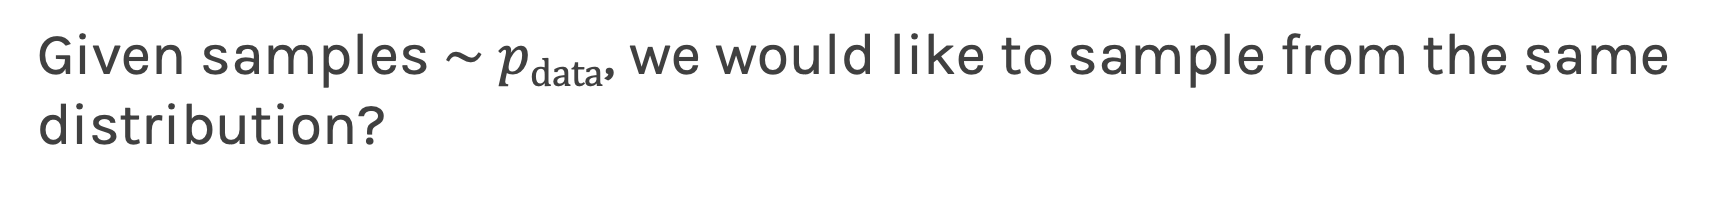 Given samples ~ p_data, we would like to sample from the same
distribution?